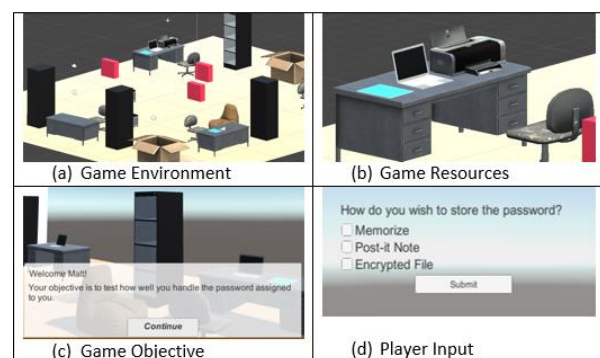 (a) Game Environment
(b) Game Resources
Welcome Matt!
Your objective is to test how well you handle the password assigned
to you.
Continue
(c) Game Objective
How do you wish to store the password?
Memorize
Post-it Note
Encrypted File
Submit
(d) Player Input